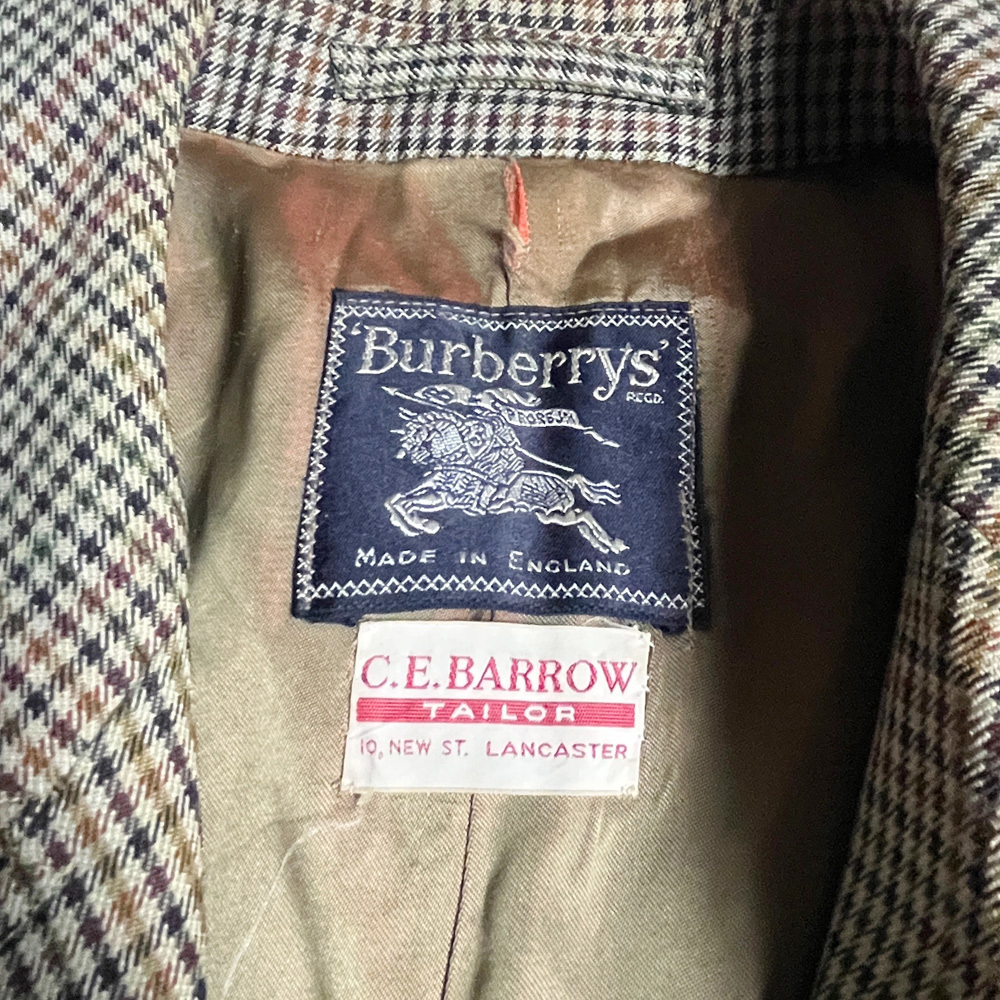 'Burberrys'
REGD.
PRORSUM
MADE IN ENGLAND
C.E. BARROW
TAILOR
10, NEW ST. LANCASTER